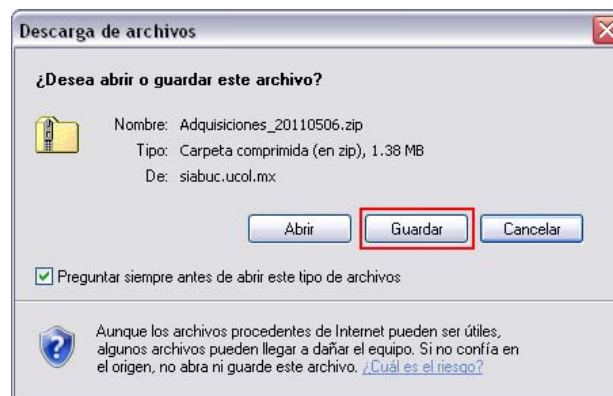 Descarga de archivos
¿Desea abrir o guardar este archivo?
Nombre: Adquisiciones_20110506.zip
Tipo: Carpeta comprimida (en zip), 1.38 MB
De: siabuc.ucol.mx
Abrir Guardar Cancelar
Preguntar siempre antes de abrir este tipo de archivos
Aunque los archivos procedentes de Internet pueden ser útiles,
algunos archivos pueden llegar a dañar el equipo. Si no confía en
el origen, no abra ni guarde este archivo. ¿Cuál es el riesgo?